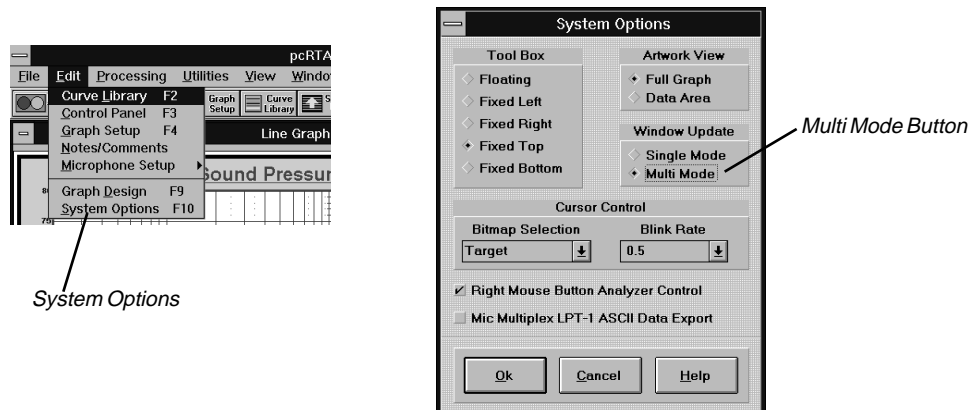 pcRTA
File Edit Processing Utilities View Windo
Curve Library F2
Control Panel F3
Graph Setup F4
Notes/Comments
Microphone Setup
Graph Design F9
System Options F10
Graph Setup
Curve Library
S
Line Graph
Sound Pressur
System Options
System Options
Tool Box
Floating
Fixed Left
Fixed Right
Fixed Top
Fixed Bottom
Artwork View
Full Graph
Data Area
Window Update
Single Mode
Multi Mode
Multi Mode Button
Cursor Control
Bitmap Selection
Target
Blink Rate
0.5
Right Mouse Button Analyzer Control
Mic Multiplex LPT-1 ASCII Data Export
Ok Cancel Help